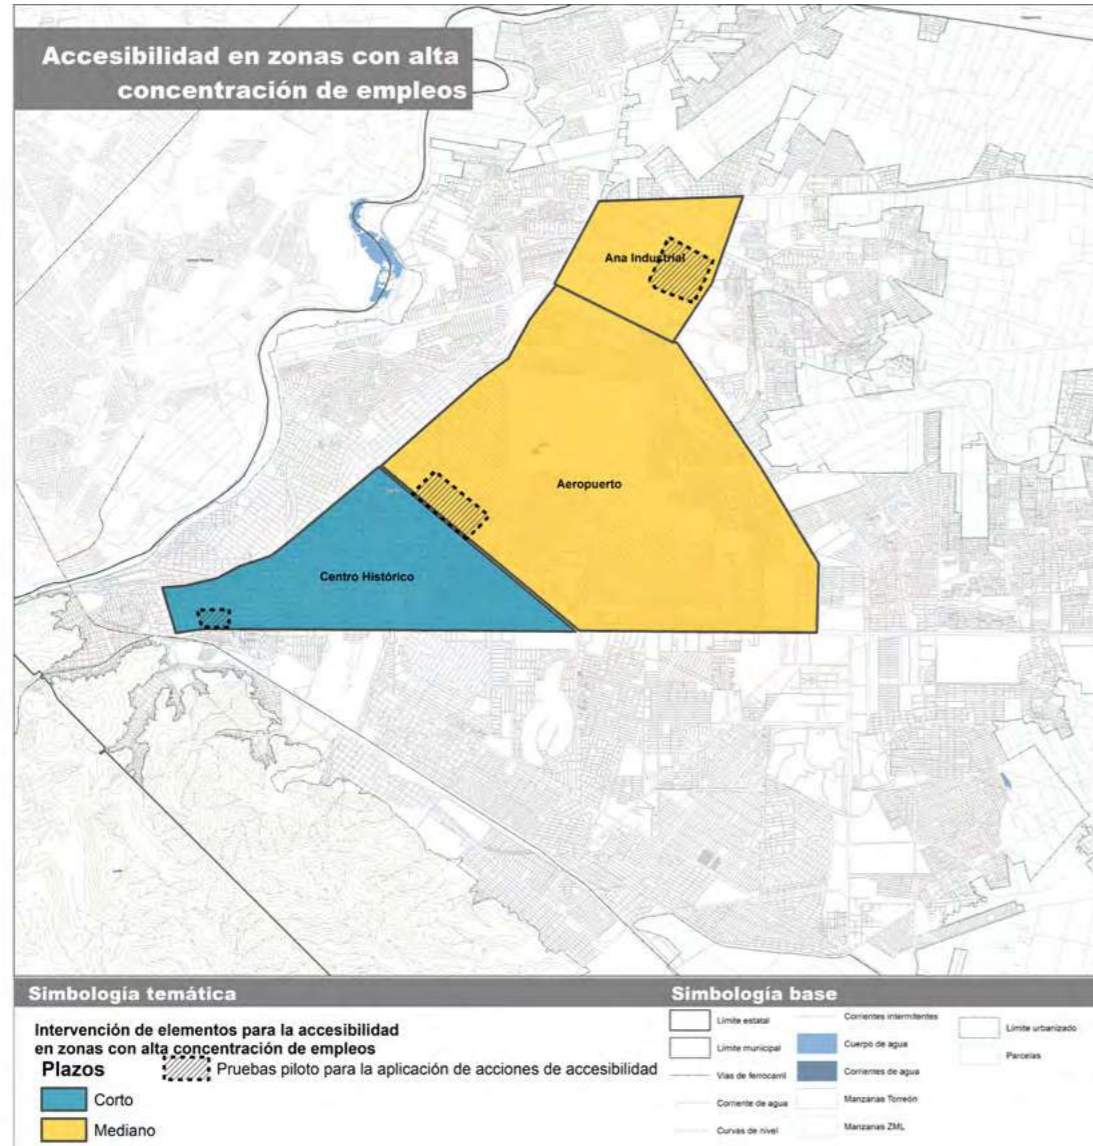 Accesibilidad en zonas con alta
concentración de empleos
Ana Industrial
Aeropuerto
Centro Histórico
Simbología temática
Intervención de elementos para la accesibilidad
en zonas con alta concentración de empleos
Plazos
Pruebas piloto para la aplicación de acciones de accesibilidad
Corto
Mediano
Simbología base
Límite estatal
Límite municipal
Vías de ferrocarril
Corriente de agua
Curvas de nivel
Corrientes intermitentes
Cuerpo de agua
Corrientes de agua
Manzanas Torreón
Manzanas ZML
Límite urbanizado
Parcelas